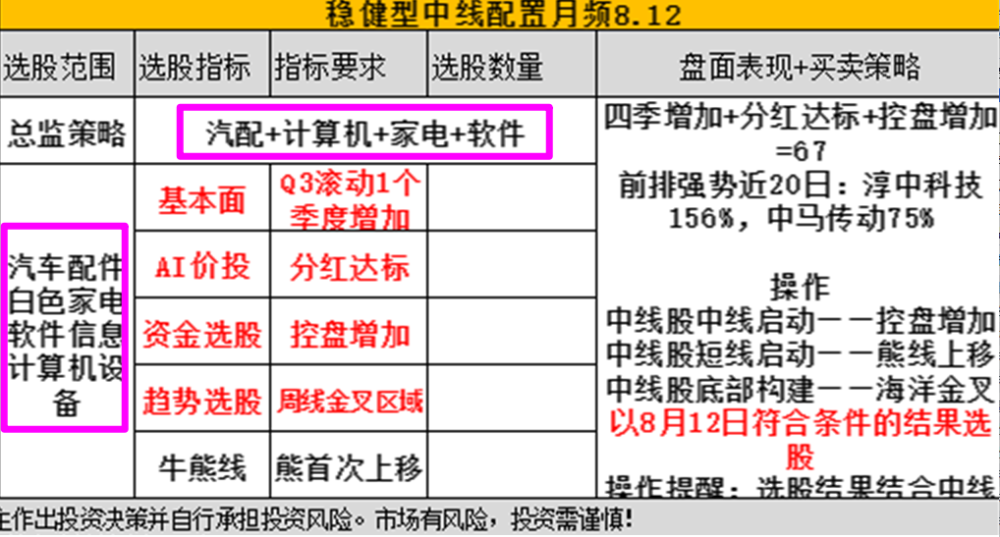 稳健型中线配置月频8.12
选股范围
选股指标
指标要求
选股数量
盘面表现+买卖策略
总监策略
汽配+计算机+家电+软件
汽车配件
白色家电
软件信息
计算机设
备
基本面
Q3滚动1个
季度增加
AI价投
分红达标
资金选股
控盘增加
趋势选股
周线金叉区域
牛熊线
熊首次上移
四季增加+分红达标+控盘增加
=67
前排强势近20日：淳中科技
156%，中马传动75%
操作
中线股中线启动——控盘增加
中线股短线启动——熊线上移
中线股底部构建——海洋金叉
以8月12日符合条件的结果选
股
操作提醒：选股结果结合中线
作出投资决策并自行承担投资风险。市场有风险，投资需谨慎！